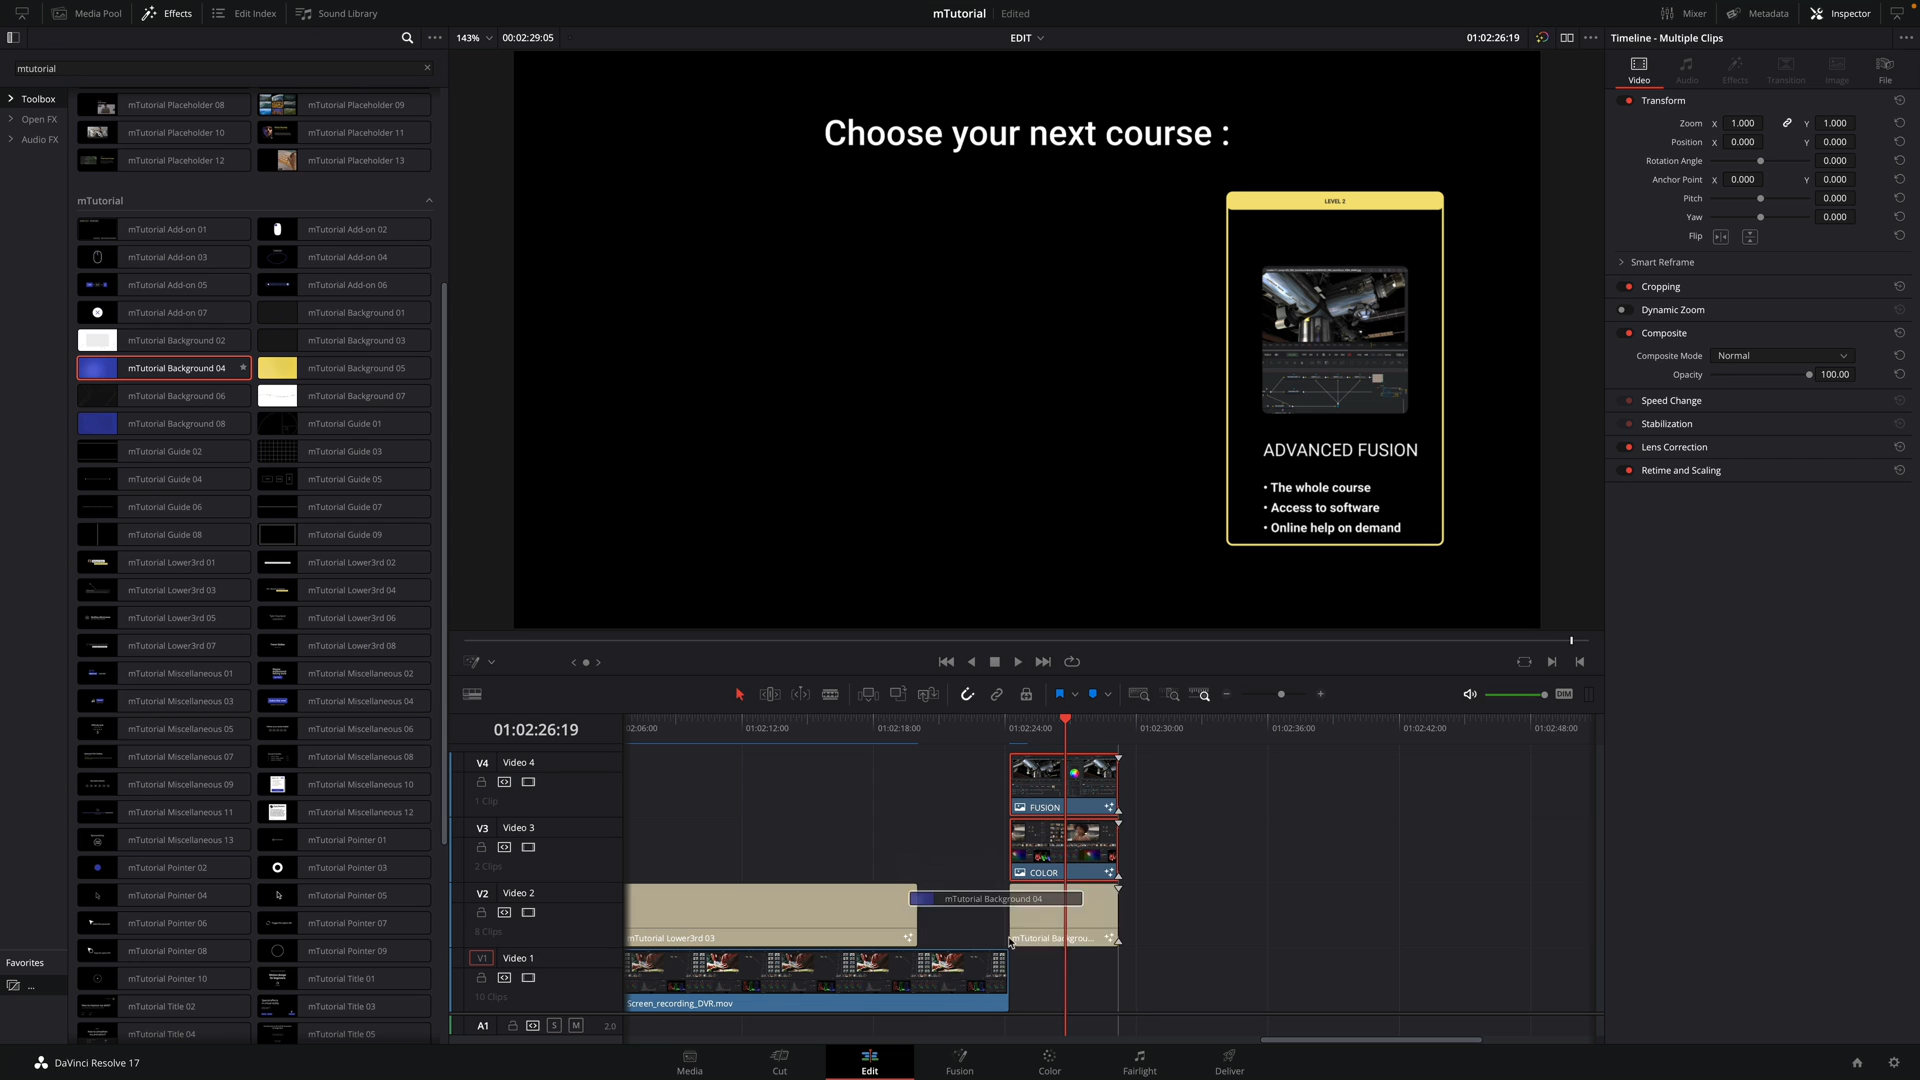 Media Pool
Effects
Edit Index
Sound Library
mTutorial
Edited
Mixer
Metadata
Inspector
143%
00:02:29:05
EDIT
01:02:26:19
Timeline - Multiple Clips
mtutorial
Toolbox
Open FX
Audio FX
mTutorial Placeholder 08
mTutorial Placeholder 09
mTutorial Placeholder 10
mTutorial Placeholder 11
mTutorial Placeholder 12
mTutorial Placeholder 13
mTutorial
mTutorial Add-on 01
mTutorial Add-on 02
mTutorial Add-on 03
mTutorial Add-on 04
mTutorial Add-on 05
mTutorial Add-on 06
mTutorial Add-on 07
mTutorial Background 01
mTutorial Background 02
mTutorial Background 03
mTutorial Background 04
mTutorial Background 05
mTutorial Background 06
mTutorial Background 07
mTutorial Background 08
mTutorial Guide 01
mTutorial Guide 02
mTutorial Guide 03
mTutorial Guide 04
mTutorial Guide 05
mTutorial Guide 06
mTutorial Guide 07
mTutorial Guide 08
mTutorial Guide 09
mTutorial Lower3rd 01
mTutorial Lower3rd 02
mTutorial Lower3rd 03
mTutorial Lower3rd 04
mTutorial Lower3rd 05
mTutorial Lower3rd 06
mTutorial Lower3rd 07
mTutorial Lower3rd 08
mTutorial Miscellaneous 01
mTutorial Miscellaneous 02
mTutorial Miscellaneous 03
mTutorial Miscellaneous 04
mTutorial Miscellaneous 05
mTutorial Miscellaneous 06
mTutorial Miscellaneous 07
mTutorial Miscellaneous 08
mTutorial Miscellaneous 09
mTutorial Miscellaneous 10
mTutorial Miscellaneous 11
mTutorial Miscellaneous 12
mTutorial Miscellaneous 13
mTutorial Pointer 01
mTutorial Pointer 02
mTutorial Pointer 03
mTutorial Pointer 04
mTutorial Pointer 05
mTutorial Pointer 06
mTutorial Pointer 07
mTutorial Pointer 08
mTutorial Pointer 09
mTutorial Pointer 10
mTutorial Title 01
mTutorial Title 02
mTutorial Title 03
mTutorial Title 04
mTutorial Title 05
Favorites
...
Choose your next course :
LEVEL 2
ADVANCED FUSION
• The whole course
• Access to software
• Online help on demand
Video
Audio
Effects
Transition
Image
File
Transform
Zoom X 1.000 Y 1.000
Position X 0.000 Y 0.000
Rotation Angle 0.000
Anchor Point X 0.000 Y 0.000
Pitch 0.000
Yaw 0.000
Flip
Smart Reframe
Cropping
Dynamic Zoom
Composite
Composite Mode Normal
Opacity 100.00
Speed Change
Stabilization
Lens Correction
Retime and Scaling
DIM
01:02:26:19
02:06:00
01:02:12:00
01:02:18:00
01:02:24:00
01:02:30:00
01:02:36:00
01:02:42:00
01:02:48:00
V4 Video 4
1 Clip
FUSION
V3 Video 3
2 Clips
COLOR
V2 Video 2
8 Clips
mTutorial Lower3rd 03
mTutorial Background 04
mTutorial Backgrou...
V1 Video 1
10 Clips
Screen_recording_DVR.mov
A1
S
M
2.0
DaVinci Resolve 17
Media
Cut
Edit
Fusion
Color
Fairlight
Deliver